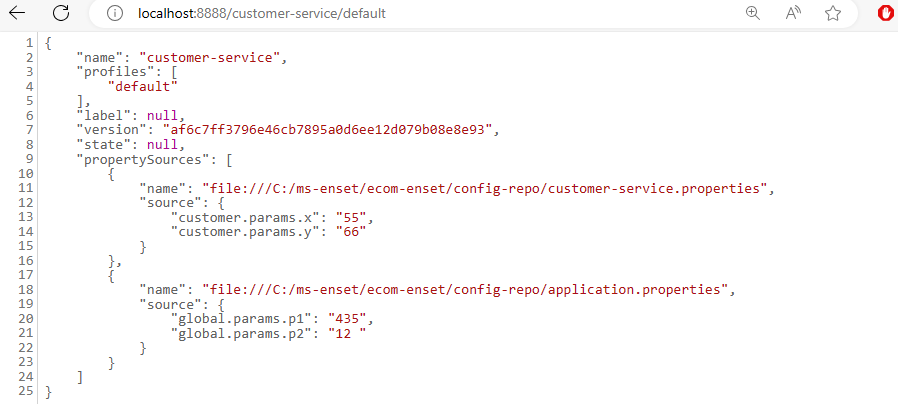 localhost:8888/customer-service/default
1 {
2     "name": "customer-service",
3     "profiles": [
4         "default"
5     ],
6     "label": null,
7     "version": "af6c7ff3796e46cb7895a0d6ee12d079b08e8e93",
8     "state": null,
9     "propertySources": [
10         {
11             "name": "file:///C:/ms-enset/ecom-enset/config-repo/customer-service.properties",
12             "source": {
13                 "customer.params.x": "55",
14                 "customer.params.y": "66"
15             }
16         },
17         {
18             "name": "file:///C:/ms-enset/ecom-enset/config-repo/application.properties",
19             "source": {
20                 "global.params.p1": "435",
21                 "global.params.p2": "12 "
22             }
23         }
24     ]
25 }